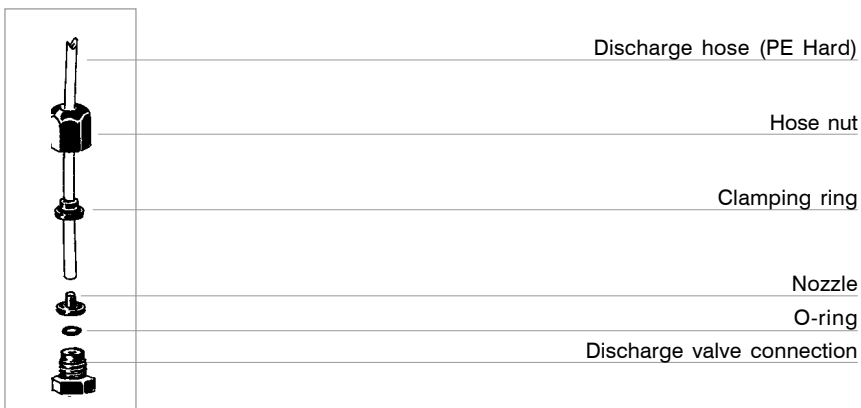 Discharge hose (PE Hard)
Hose nut
Clamping ring
Nozzle
O-ring
Discharge valve connection